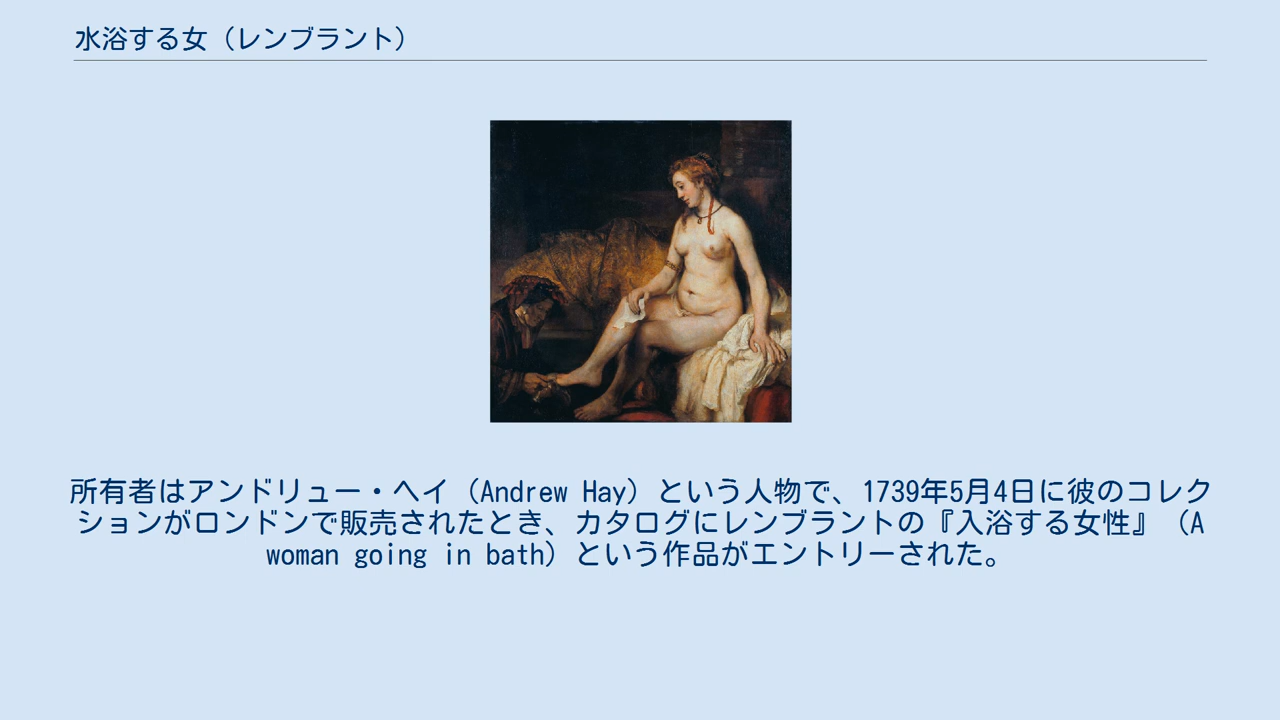 水浴する女（レンブラント）
所有者はアンドリュー・ヘイ（Andrew Hay）という人物で、1739年5月4日に彼のコレク
ションがロンドンで販売されたとき、カタログにレンブラントの『入浴する女性』（A
woman going in bath）という作品がエントリーされた。